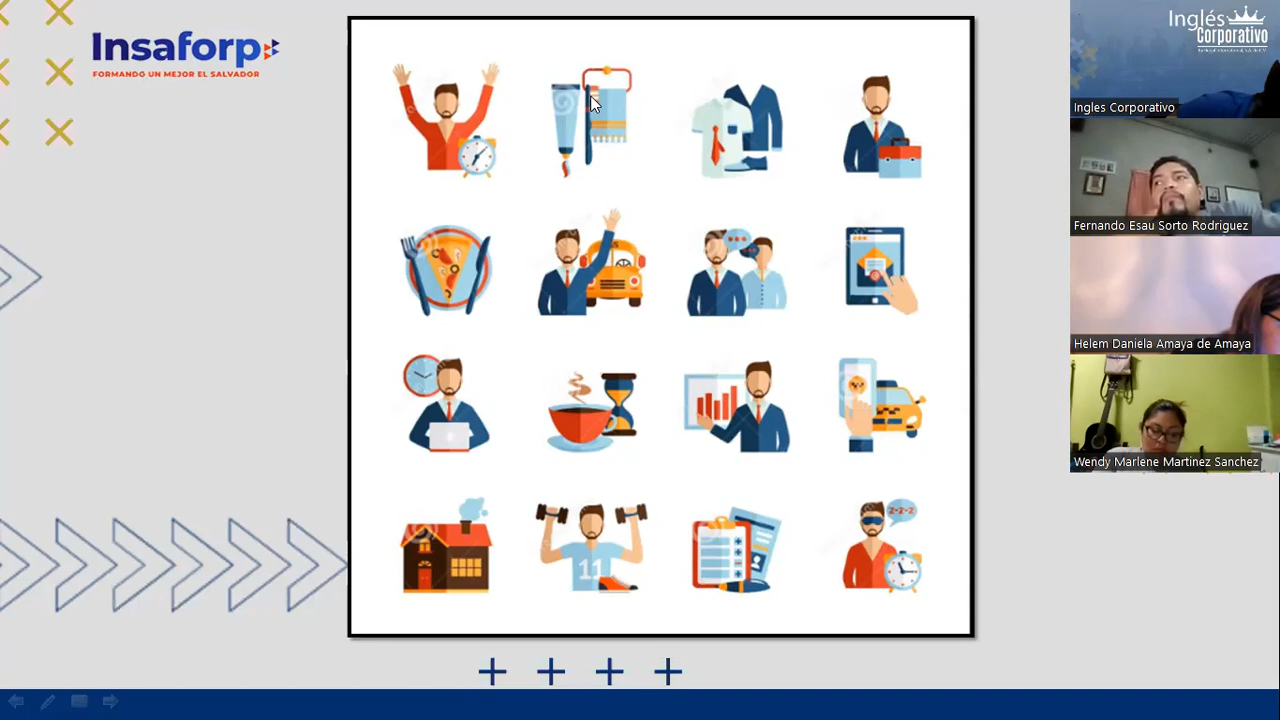 Insaforp
FORMANDO UN MEJOR EL SALVADOR
Inglés
Corporativo
Ingles Corporativo
Fernando Esau Sorto Rodriguez
Helem Daniela Amaya de Amaya
Wendy Marlene Martinez Sanchez
11
z-z-z